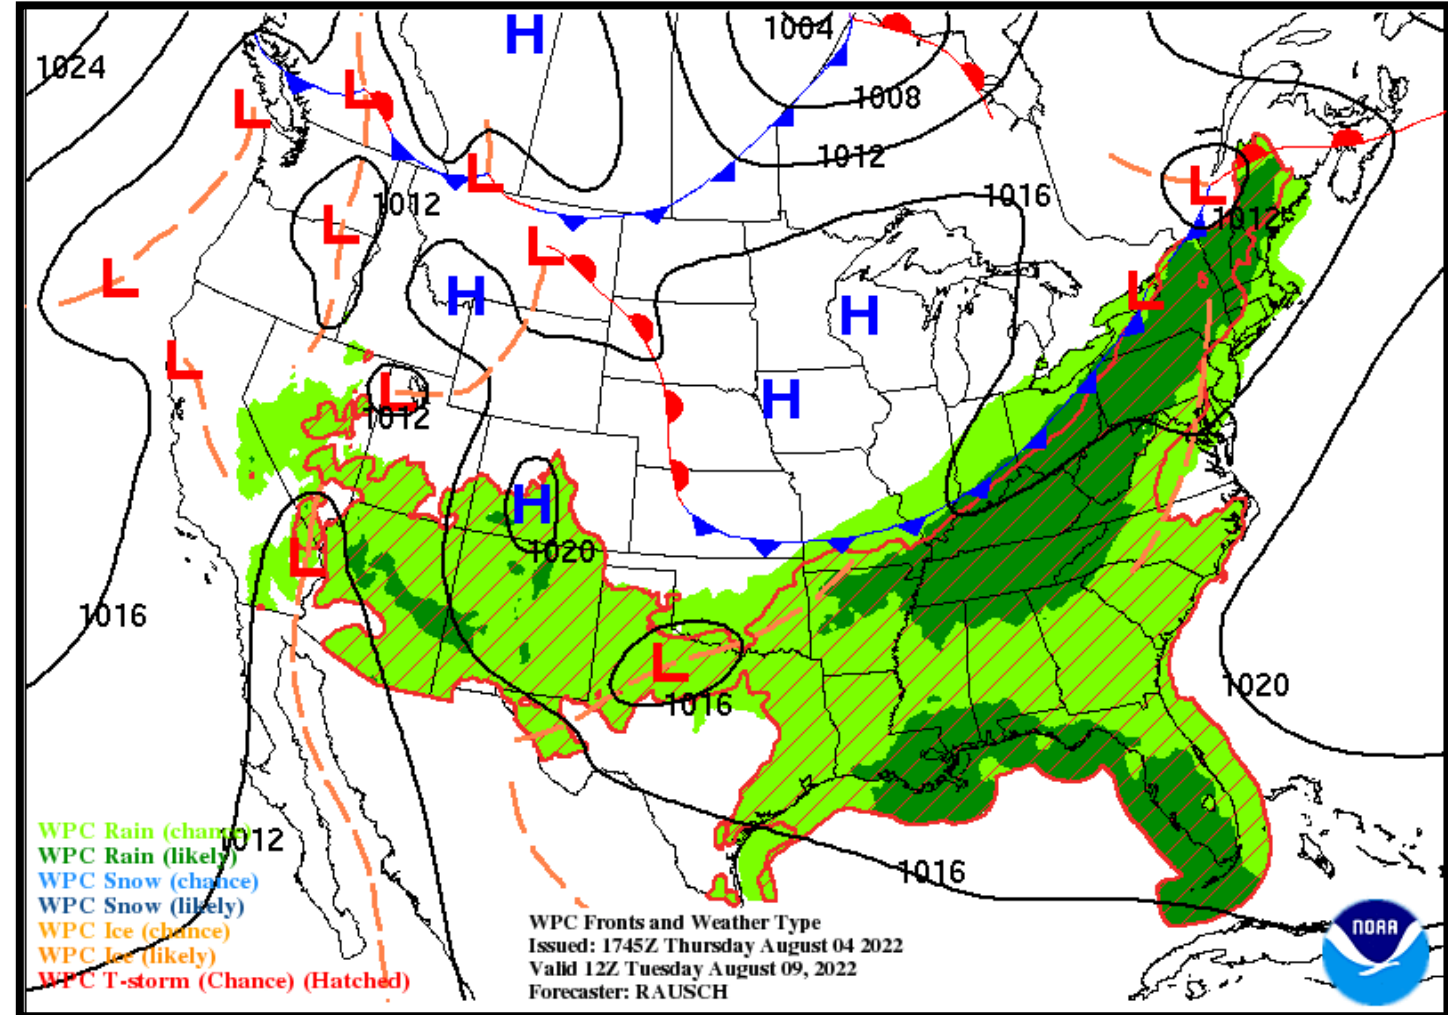 H
1004
1024
L
L
1008
1012
L
L
1012
1016
L
1012
L
L
L
H
H
L
L
L
1012
H
H
1020
L
1016
L
1016
1020
WPC Rain (chance)
WPC Rain (likely)
1012
WPC Snow (chance)
1016
WPC Snow (likely)
WPC Ice (chance)
WPC Ice (likely)
WPC T-storm (Chance) (Hatched)
WPC Fronts and Weather Type
Issued: 1745Z Thursday August 04 2022
Valid 12Z Tuesday August 09, 2022
Forecaster: RAUSCH
NOAA